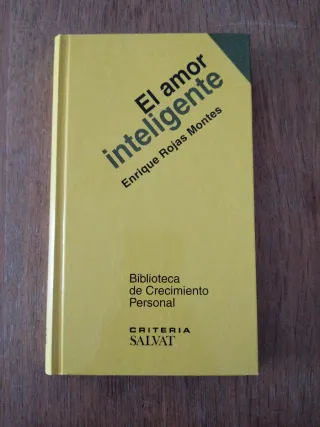 El amor
inteligente
Enrique Rojas Montes
Biblioteca
de Crecimiento
Personal
CRITERIA
SALVAT